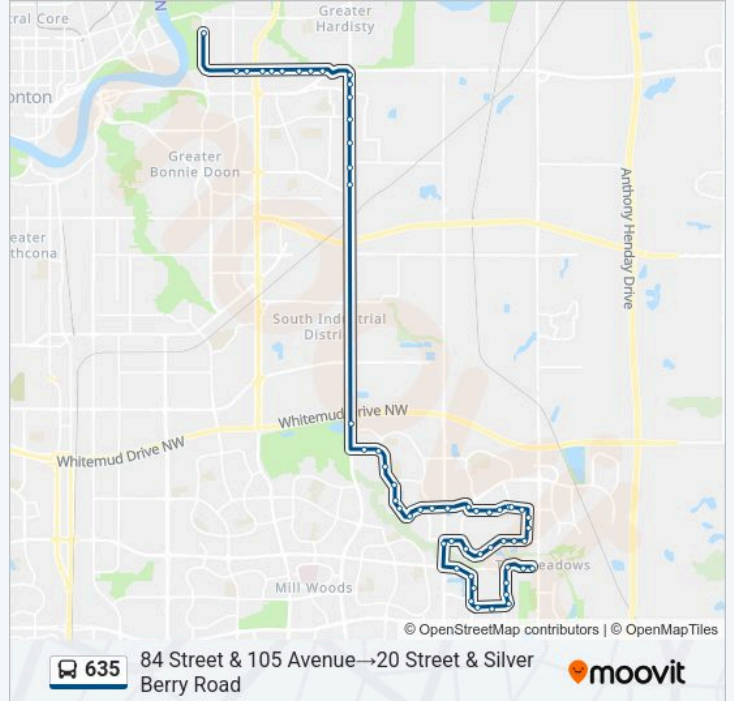 Greater
Hardisty
ral Core
N
onton
Greater
Bonnie Doon
Anthony Henday Drive
eater
thcona
South Industrial
Distri
Whitemud Drive NW
Whitemud Drive NW
Mill Woods
T eadows
© OpenStreetMap contributors | © OpenMapTiles
635
84 Street & 105 Avenue→20 Street & Silver
Berry Road
moovit